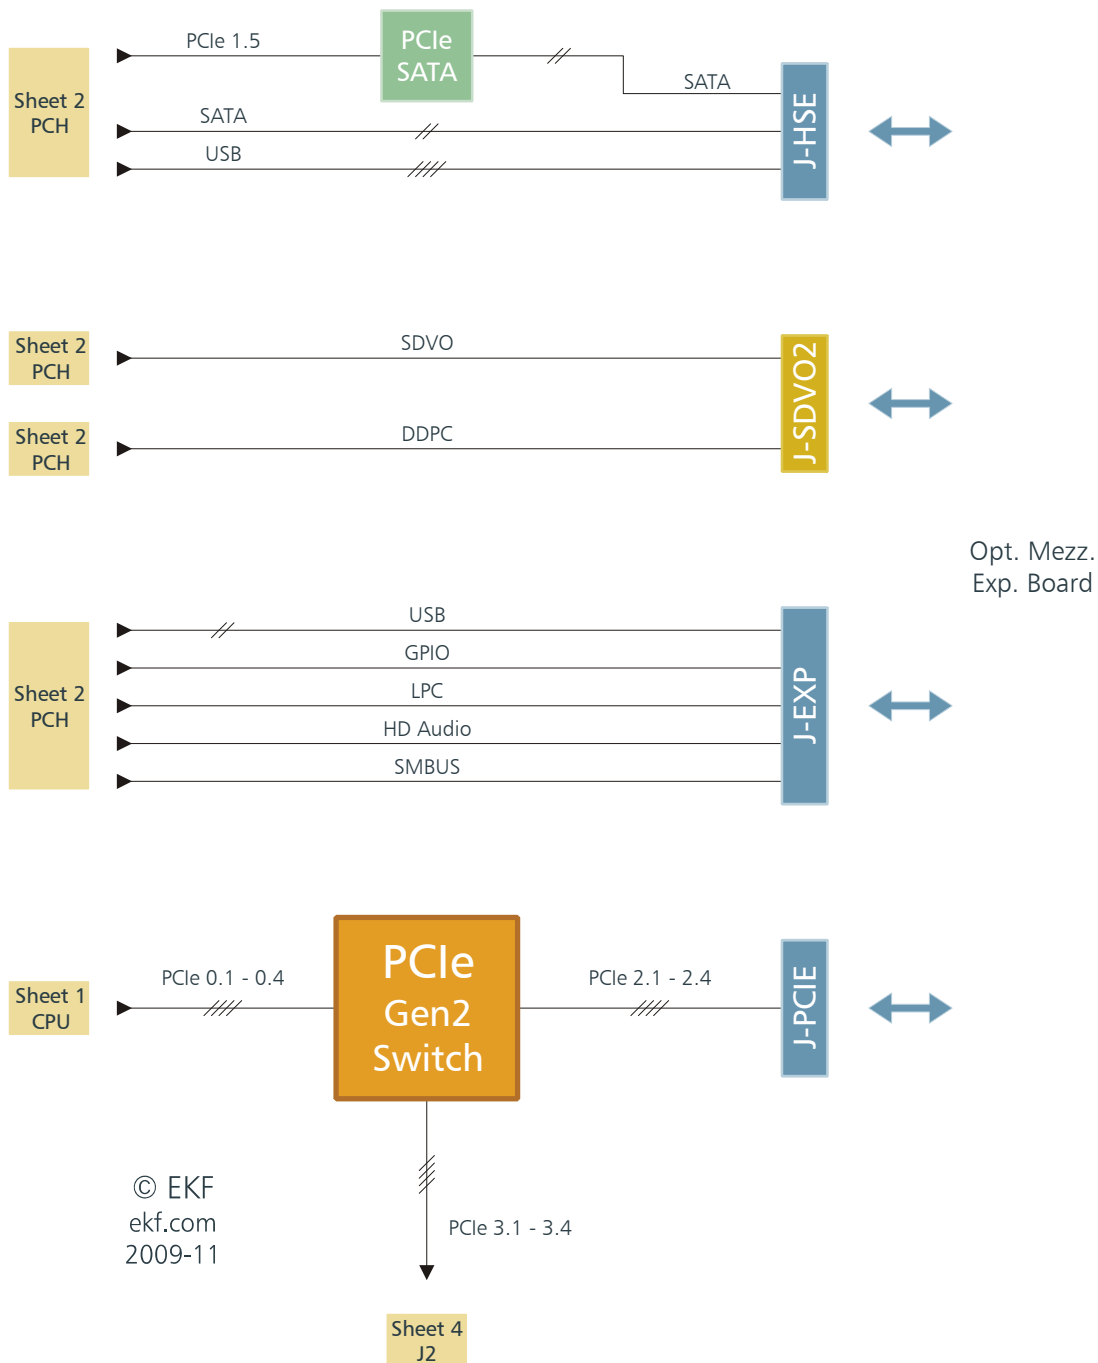 PCIe 1.5
PCIe
SATA
SATA
Sheet 2
PCH
SATA
USB
J-HSE
Sheet 2
PCH
SDVO
Sheet 2
PCH
DDPC
J-SDVO2
Opt. Mezz.
Exp. Board
Sheet 2
PCH
USB
GPIO
LPC
HD Audio
SMBUS
J-EXP
Sheet 1
CPU
PCIe 0.1 - 0.4
PCIe
Gen2
Switch
PCIe 2.1 - 2.4
J-PCIE
© EKF
ekf.com
2009-11
PCIe 3.1 - 3.4
Sheet 4
J2